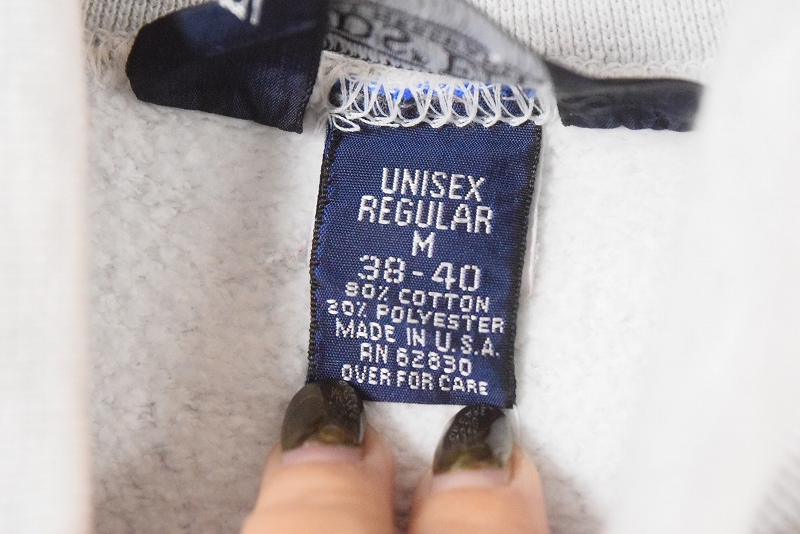 UNISEX
REGULAR
M
38-40
80% COTTON
20% POLYESTER
MADE IN U.S.A.
RN 62830
OVER FOR CARE